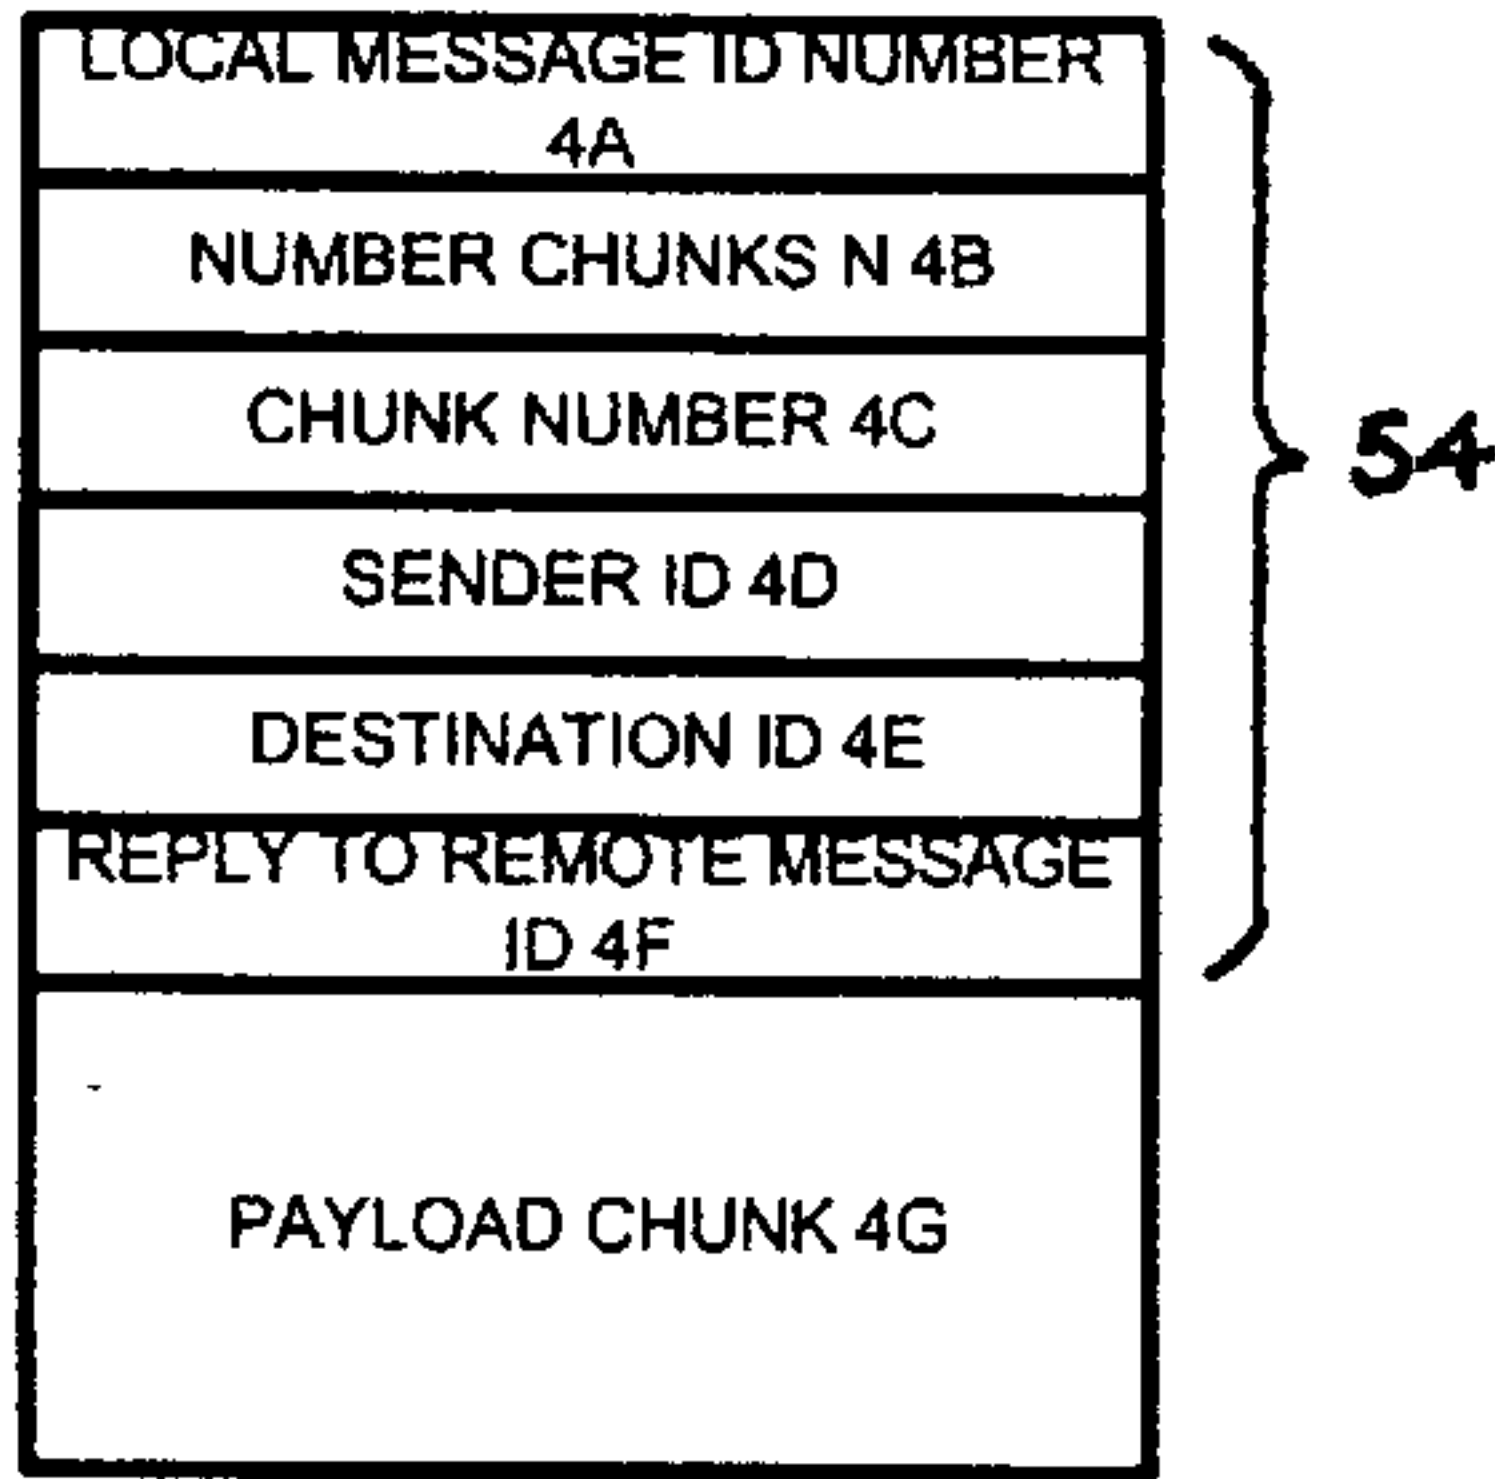 LOCAL MESSAGE ID NUMBER
4A
NUMBER CHUNKS N 4B
CHUNK NUMBER 4C
54
SENDER ID 4D
DESTINATION ID 4E
REPLY TO REMOTE MESSAGE
ID 4F
PAYLOAD CHUNK 4G